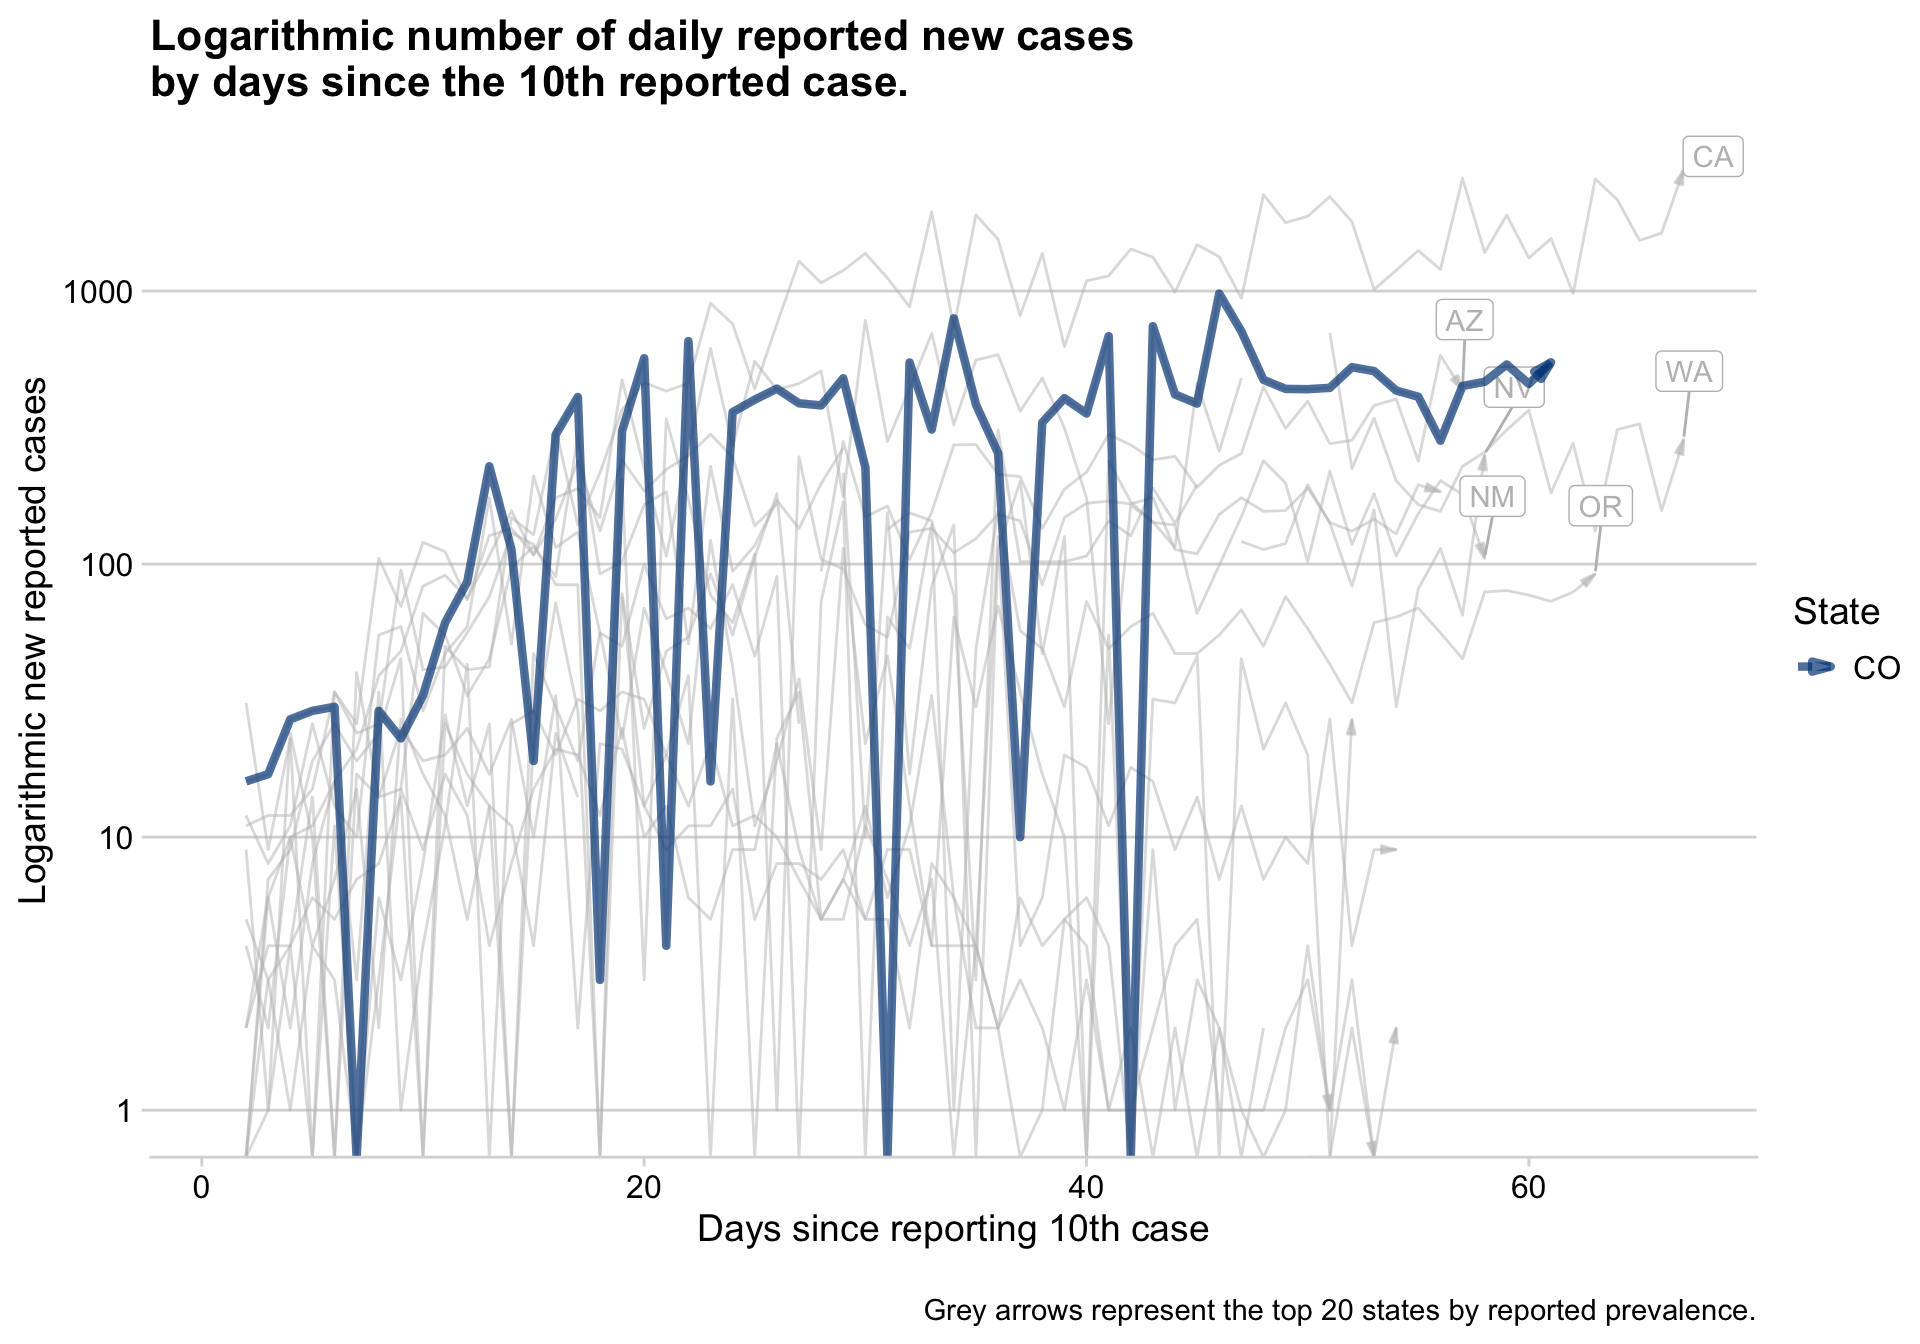 Logarithmic number of daily reported new cases
by days since the 10th reported case.
Logarithmic new reported cases
1000
100
10
1
CA
AZ
WA
NV
NM
OR
State
CO
0
20
40
60
Days since reporting 10th case
Grey arrows represent the top 20 states by reported prevalence.